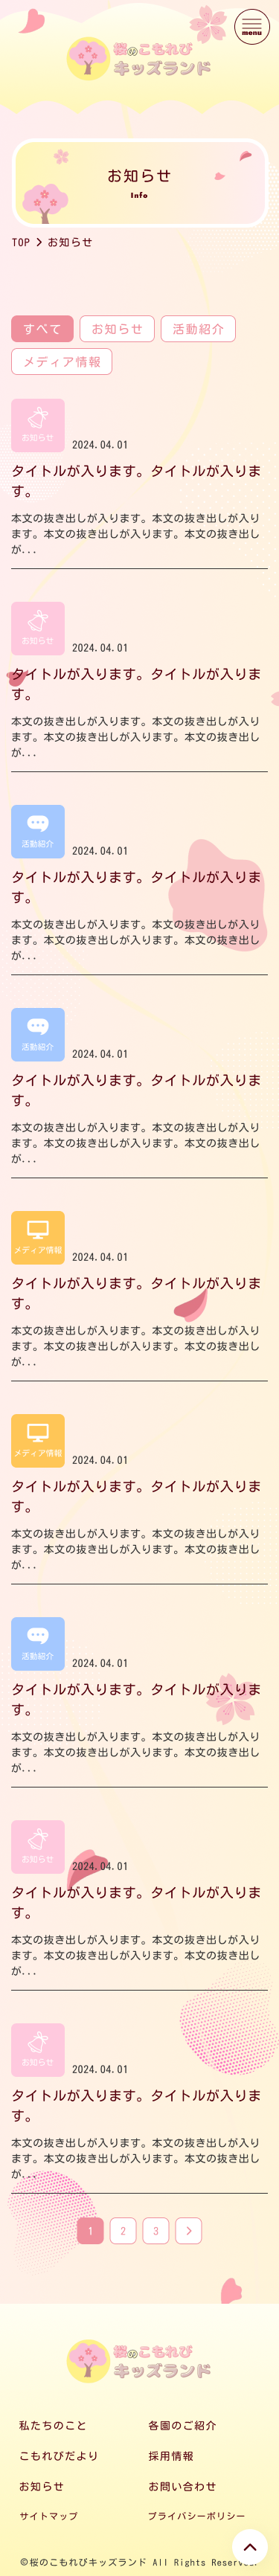 menu
桜のこもれび
キッズランド
お知らせ
Info
TOP > お知らせ
すべて
お知らせ
活動紹介
メディア情報
お知らせ
2024.04.01
タイトルが入ります。タイトルが入りま
す。
本文の抜き出しが入ります。本文の抜き出しが入り
ます。本文の抜き出しが入ります。本文の抜き出し
が...
お知らせ
2024.04.01
タイトルが入ります。タイトルが入りま
す。
本文の抜き出しが入ります。本文の抜き出しが入り
ます。本文の抜き出しが入ります。本文の抜き出し
が...
活動紹介
2024.04.01
タイトルが入ります。タイトルが入りま
す。
本文の抜き出しが入ります。本文の抜き出しが入り
ます。本文の抜き出しが入ります。本文の抜き出し
が...
活動紹介
2024.04.01
タイトルが入ります。タイトルが入りま
す。
本文の抜き出しが入ります。本文の抜き出しが入り
ます。本文の抜き出しが入ります。本文の抜き出し
が...
メディア情報
2024.04.01
タイトルが入ります。タイトルが入りま
す。
本文の抜き出しが入ります。本文の抜き出しが入り
ます。本文の抜き出しが入ります。本文の抜き出し
が...
メディア情報
2024.04.01
タイトルが入ります。タイトルが入りま
す。
本文の抜き出しが入ります。本文の抜き出しが入り
ます。本文の抜き出しが入ります。本文の抜き出し
が...
活動紹介
2024.04.01
タイトルが入ります。タイトルが入りま
す。
本文の抜き出しが入ります。本文の抜き出しが入り
ます。本文の抜き出しが入ります。本文の抜き出し
が...
お知らせ
2024.04.01
タイトルが入ります。タイトルが入りま
す。
本文の抜き出しが入ります。本文の抜き出しが入り
ます。本文の抜き出しが入ります。本文の抜き出し
が...
お知らせ
2024.04.01
タイトルが入ります。タイトルが入りま
す。
本文の抜き出しが入ります。本文の抜き出しが入り
ます。本文の抜き出しが入ります。本文の抜き出し
が...
1 2 3 >
桜のこもれび
キッズランド
私たちのこと
各園のご紹介
こもれびだより
採用情報
お知らせ
お問い合わせ
サイトマップ
プライバシーポリシー
©桜のこもれびキッズランド All Rights Reserved.